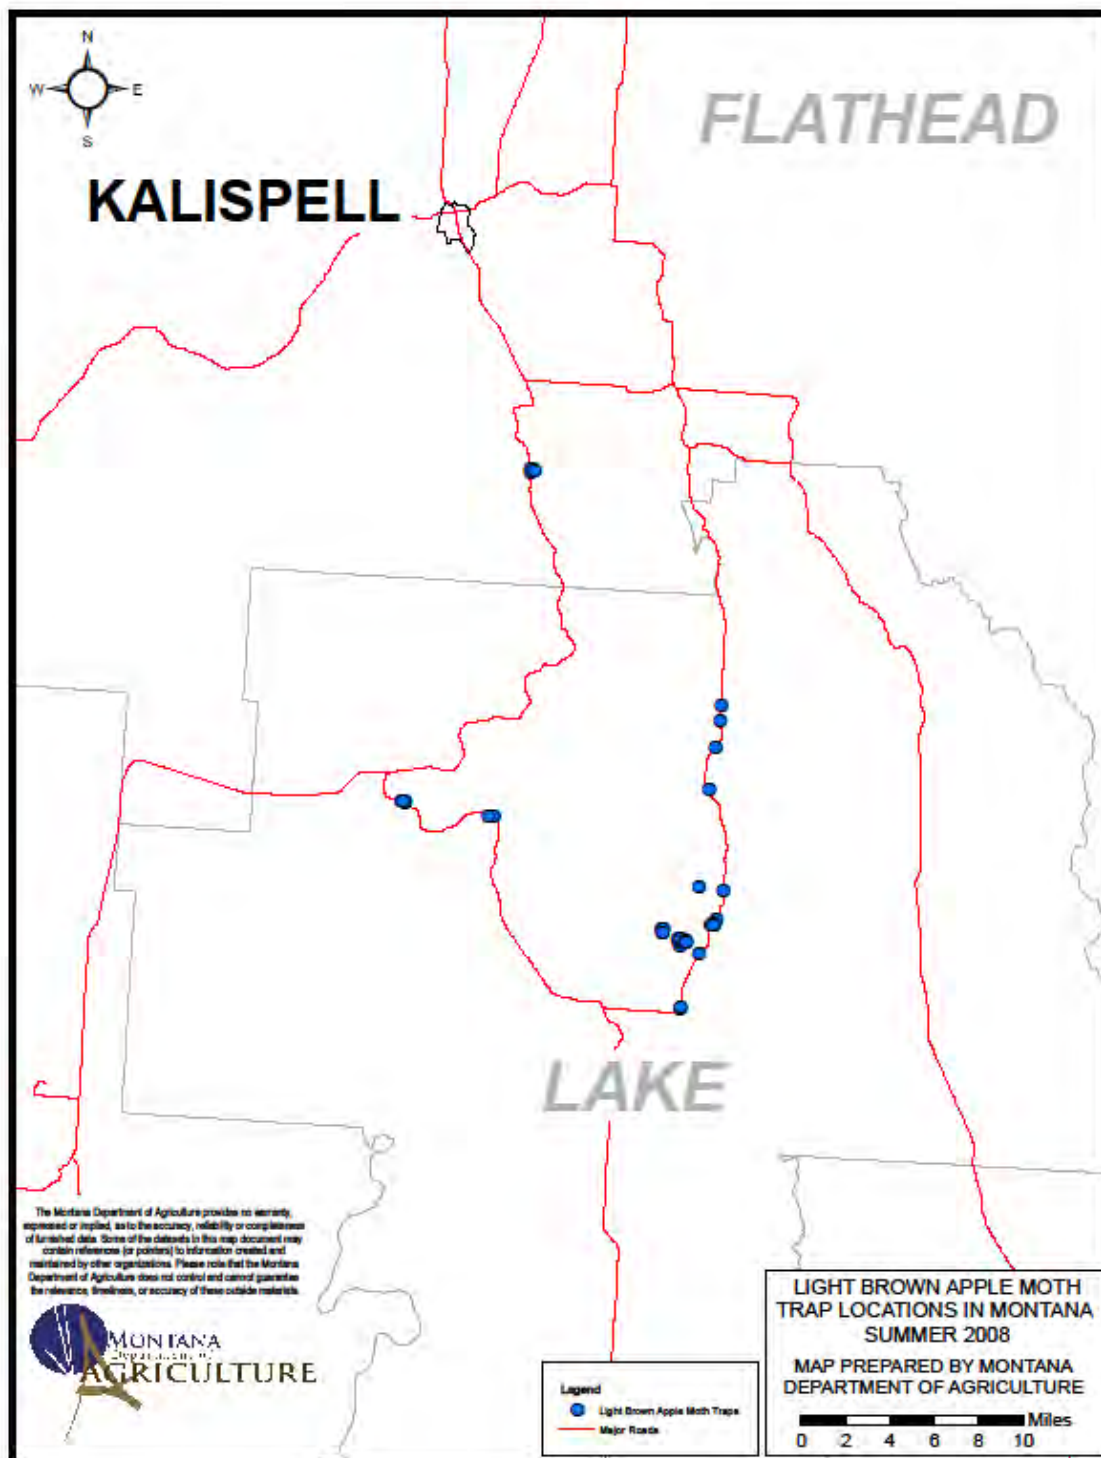 N
W E
S
FLATHEAD
KALISPELL
LAKE
The Montana Department of Agriculture provides no warranty,
expressed or implied, as to the accuracy, reliability or completeness
of furnished data. Some of the datasets in this map document may
contain references (or pointers) to information created and
maintained by other organizations. Please note that the Montana
Department of Agriculture does not control and cannot guarantee
the relevance, timeliness, or accuracy of these outside materials.
MONTANA
Department of
AGRICULTURE
Legend
Light Brown Apple Moth Traps
Major Roads
LIGHT BROWN APPLE MOTH
TRAP LOCATIONS IN MONTANA
SUMMER 2008
MAP PREPARED BY MONTANA
DEPARTMENT OF AGRICULTURE
Miles
0 2 4 6 8 10